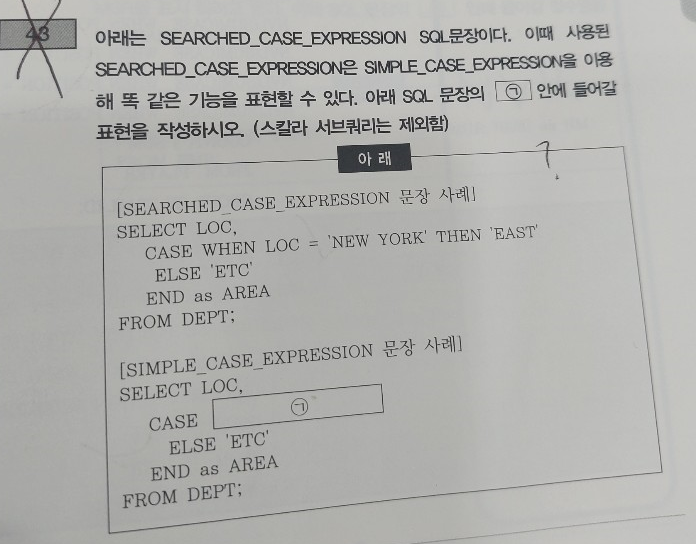 43
아래는 SEARCHED_CASE_EXPRESSION SQL문장이다. 이때 사용된
SEARCHED_CASE_EXPRESSION은 SIMPLE_CASE_EXPRESSION을 이용
해 똑 같은 기능을 표현할 수 있다. 아래 SQL 문장의 ㉠ 안에 들어갈
표현을 작성하시오. (스칼라 서브쿼리는 제외함)
아 래
[SEARCHED_CASE_EXPRESSION 문장 사례]
SELECT LOC,
CASE WHEN LOC = 'NEW YORK' THEN 'EAST'
ELSE 'ETC'
END as AREA
FROM DEPT;
[SIMPLE_CASE_EXPRESSION 문장 사례]
SELECT LOC,
CASE ㉠
ELSE 'ETC'
END as AREA
FROM DEPT;